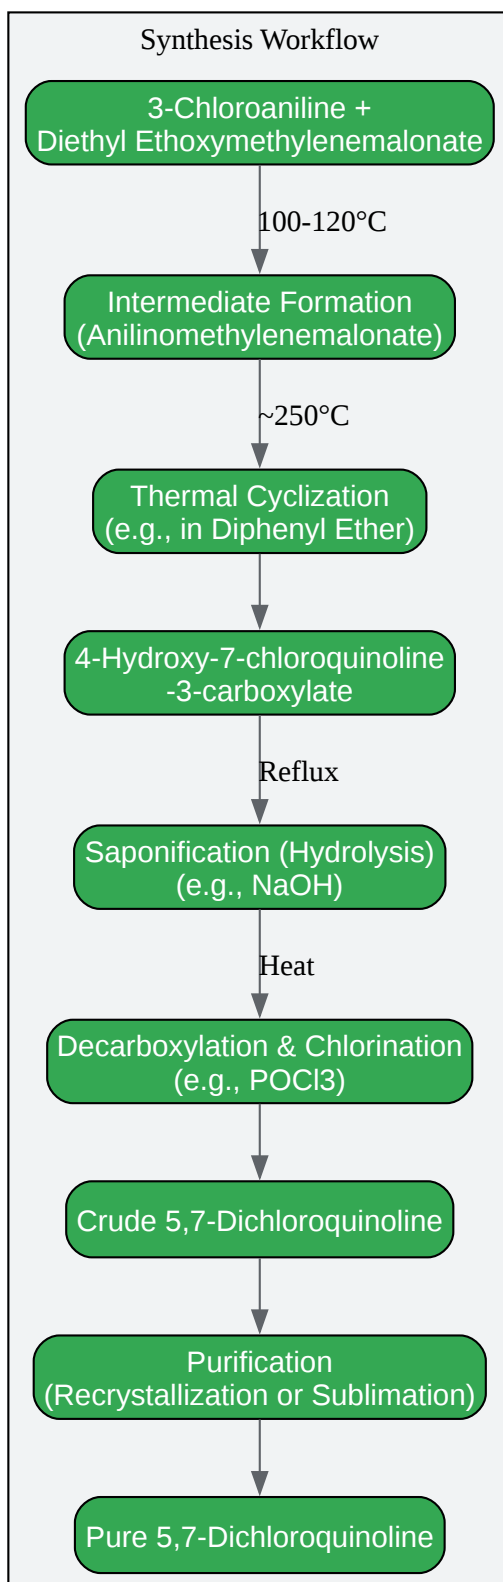 Synthesis Workflow
3-Chloroaniline +
Diethyl Ethoxymethylenemalonate
100-120°C
Intermediate Formation
(Anilinomethylenemalonate)
~250°C
Thermal Cyclization
(e.g., in Diphenyl Ether)
4-Hydroxy-7-chloroquinoline
-3-carboxylate
Reflux
Saponification (Hydrolysis)
(e.g., NaOH)
Heat
Decarboxylation & Chlorination
(e.g., POCl3)
Crude 5,7-Dichloroquinoline
Purification
(Recrystallization or Sublimation)
Pure 5,7-Dichloroquinoline